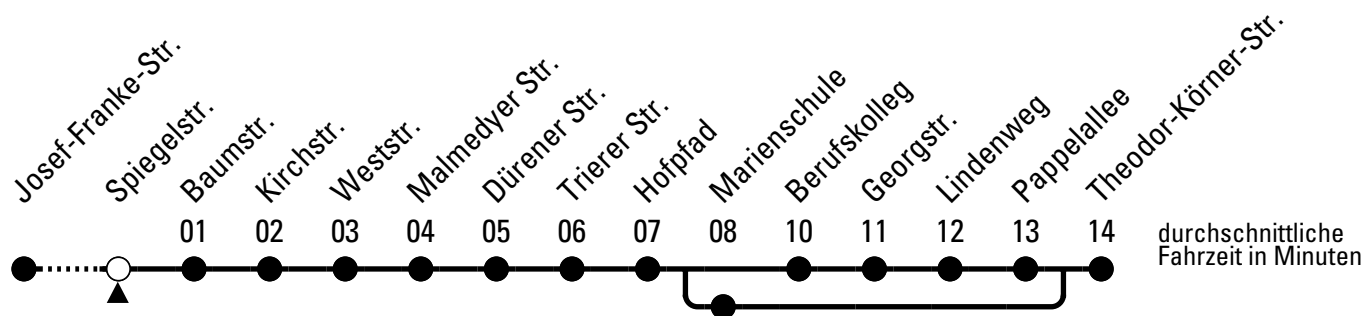 Josef-Franke-Str.
Spiegelstr.
Baumstr.
Kirchstr.
Weststr.
Malmedyer Str.
Dürener Str.
Trierer Str.
Hofpfad
Marienschule
Berufskolleg
Georgstr.
Lindenweg
Pappelallee
Theodor-Körner-Str.
01 02 03 04 05 06 07 08 10 11 12 13 14
durchschnittliche
Fahrzeit in Minuten